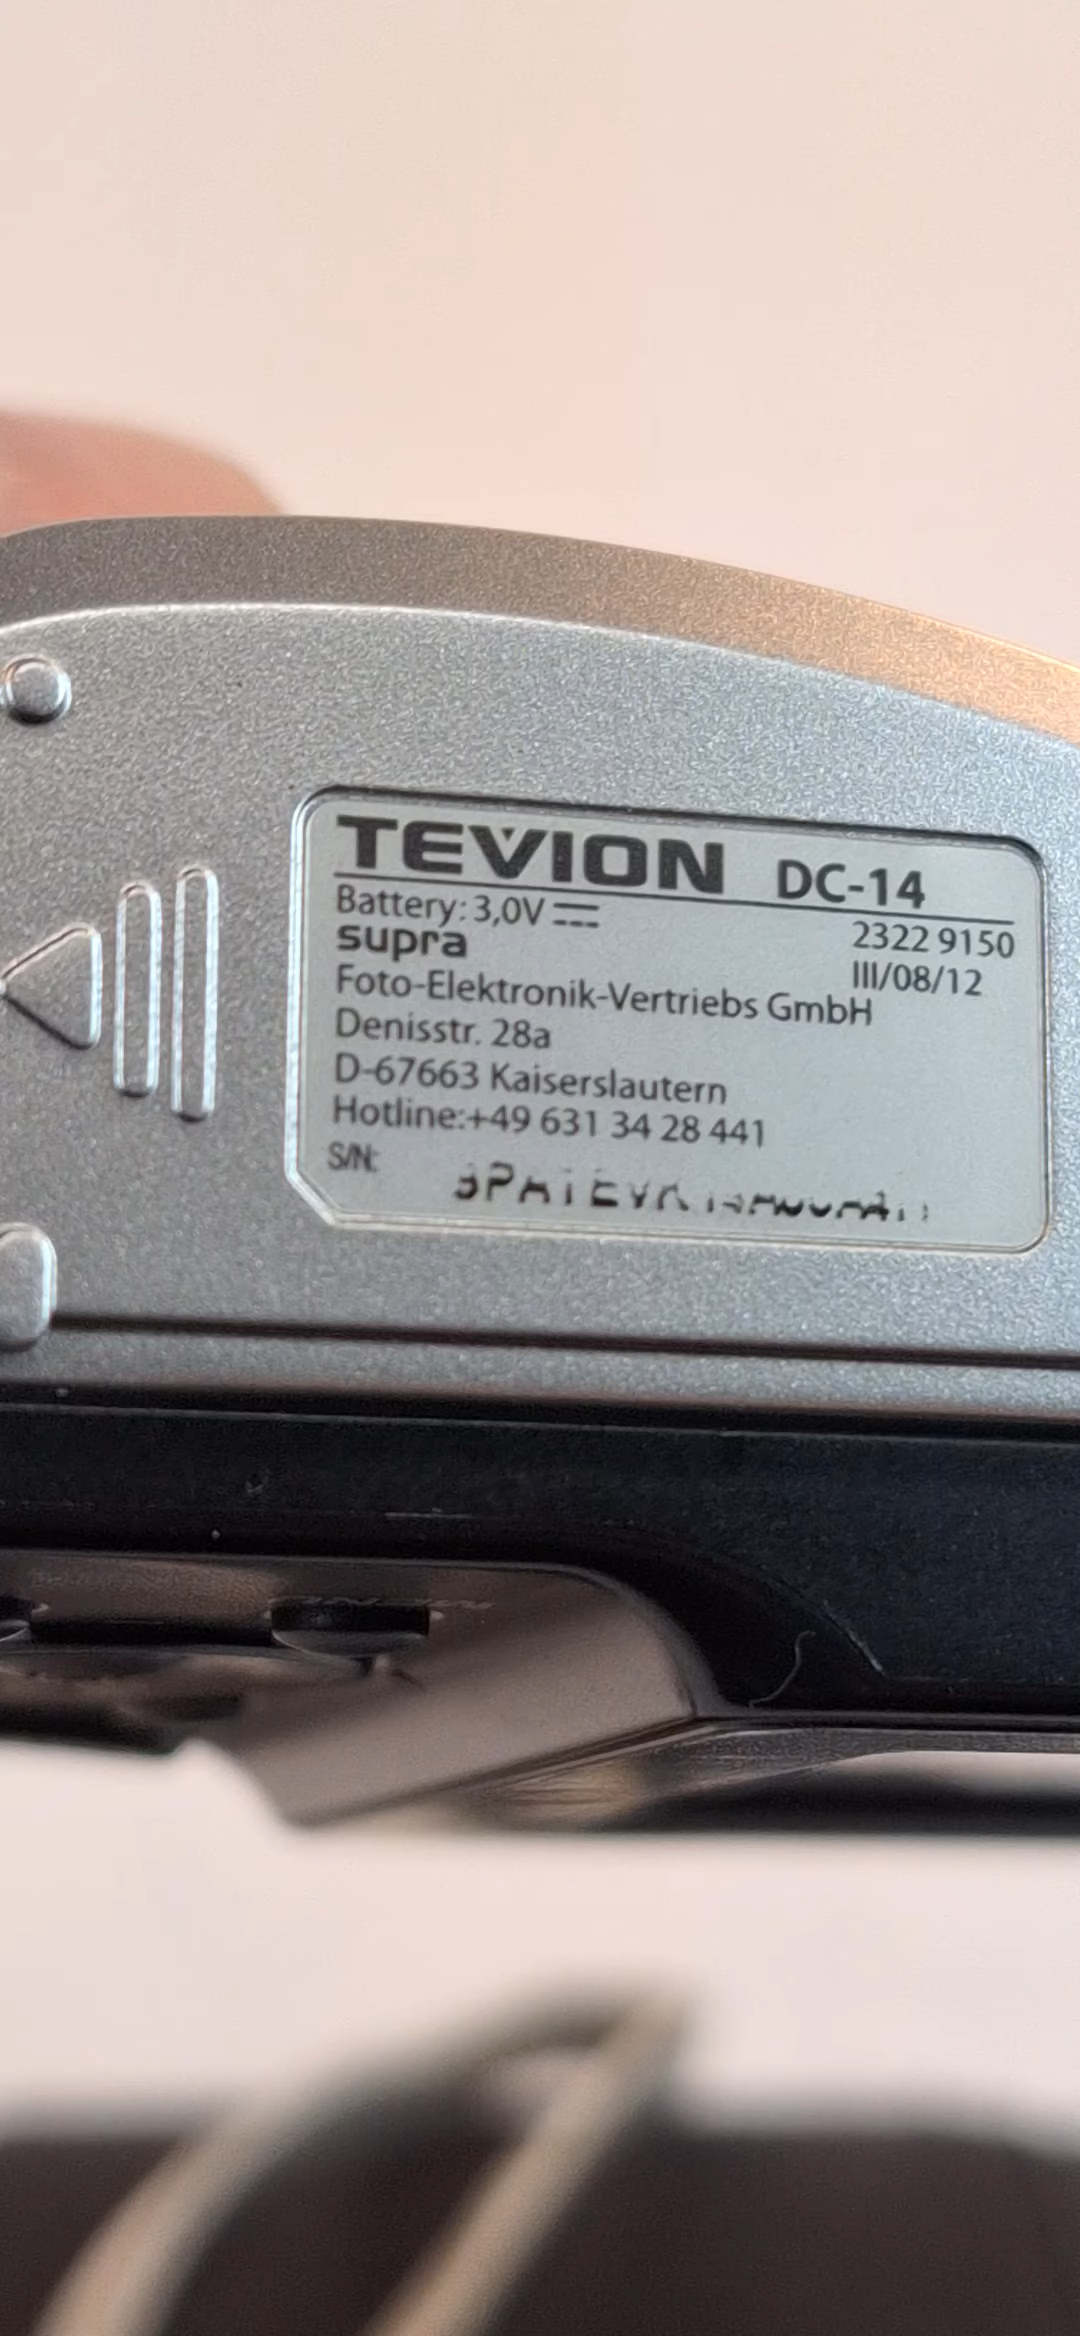 TEVION DC-14
Battery: 3,0V
2322 9150
supra
III/08/12
Foto-Elektronik-Vertriebs GmbH
Denisstr. 28a
D-67663 Kaiserslautern
Hotline:+49 631 34 28 441
S/N: